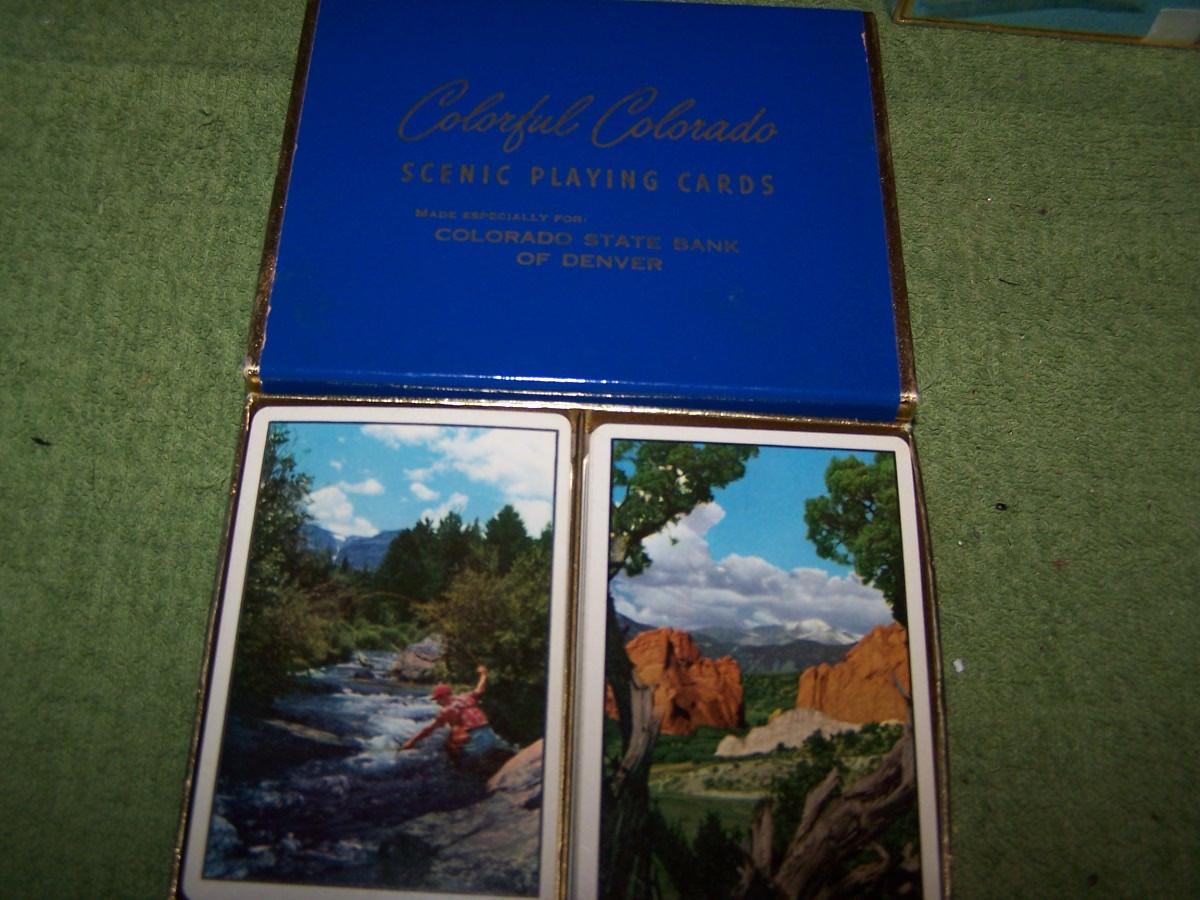 Colorful Colorado
SCENIC PLAYING CARDS
MADE ESPECIALLY FOR:
COLORADO STATE BANK
OF DENVER